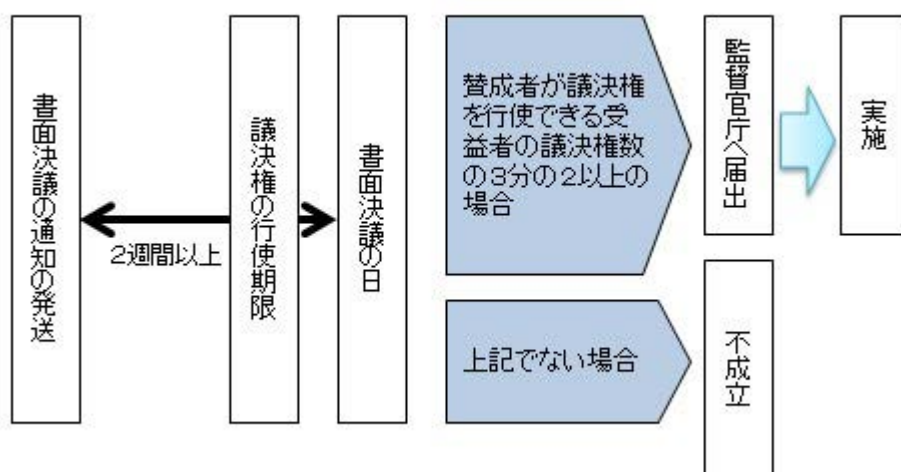 書面決議の通知の発送
2週間以上
議決権の行使期限
書面決議の日
賛成者が議決権
を行使できる受
益者の議決権数
の3分の2以上の
場合
監督官庁へ届出
実施
上記でない場合
不成立